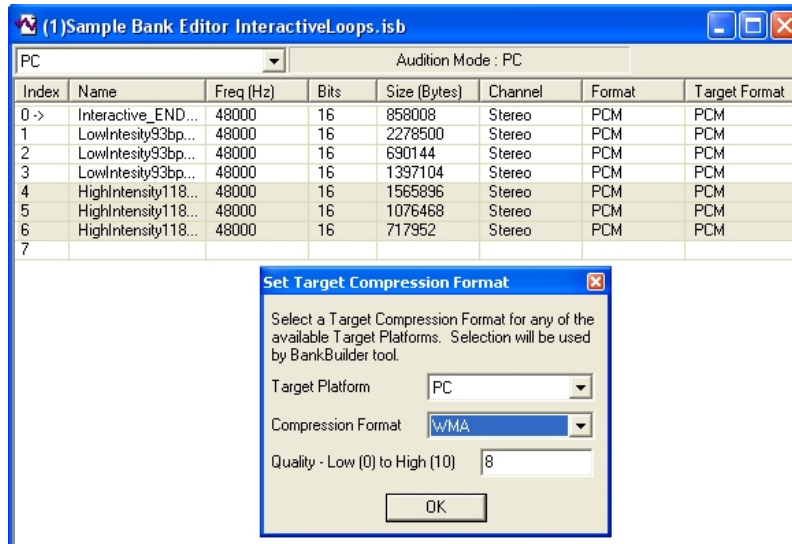 (1)Sample Bank Editor InteractiveLoops.isb
PC Audition Mode : PC
Index Name Freq (Hz) Bits Size (Bytes) Channel Format Target Format
0 -> Interactive_END... 48000 16 858008 Stereo PCM PCM
1 LowIntesity93bp... 48000 16 2278500 Stereo PCM PCM
2 LowIntesity93bp... 48000 16 690144 Stereo PCM PCM
3 LowIntesity93bp... 48000 16 1397104 Stereo PCM PCM
4 HighIntensity118... 48000 16 1565896 Stereo PCM PCM
5 HighIntensity118... 48000 16 1076468 Stereo PCM PCM
6 HighIntensity118... 48000 16 717952 Stereo PCM PCM
7
Set Target Compression Format
Select a Target Compression Format for any of the
available Target Platforms. Selection will be used
by BankBuilder tool.
Target Platform PC
Compression Format WMA
Quality - Low (0) to High (10) 8
OK